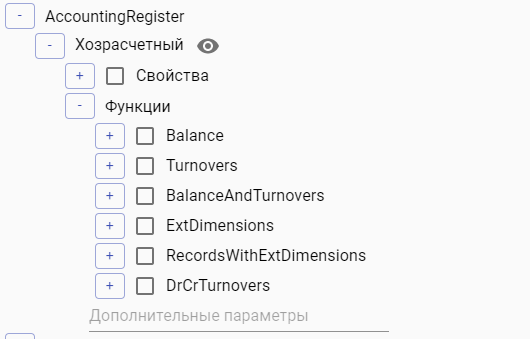 - AccountingRegister
- Хозрасчетный
+ Свойства
- Функции
+ Balance
+ Turnovers
+ BalanceAndTurnovers
+ ExtDimensions
+ RecordsWithExtDimensions
+ DrCrTurnovers
Дополнительные параметры